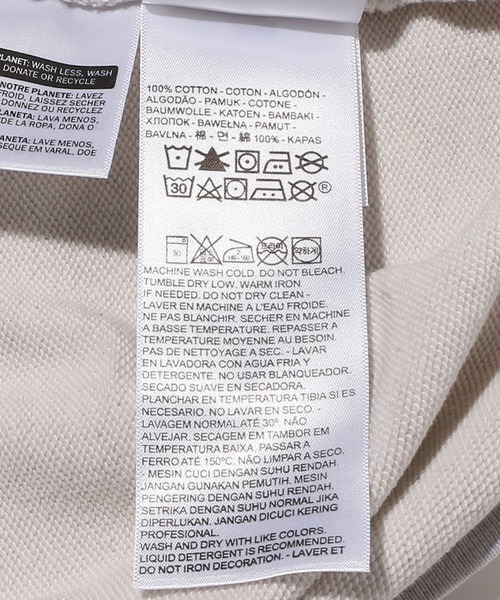 PLANET: WASH LESS, WASH
DONATE OR RECYCLE
NOTRE PLANETE: LAVEZ
FROID, LAISSEZ SECHER
DONNEZ OU RECYCLEZ
ANETA: LAVA MENOS,
DE LA ROPA, DONA O
ANETA: LAVE MENOS,
SEQUE EM VARAL, DOE
100% COTTON - COTON - ALGODÓN -
ALGODÃO - PAMUK - COTONE -
BAUMWOLLE - KATOEN - BAMBAKI -
ХЛОПОК - BAWEŁNA - PAMUT -
BAVLNA - 棉 - 면 - 綿 100% - KAPAS
30 ®
30
MACHINE WASH COLD. DO NOT BLEACH.
TUMBLE DRY LOW. WARM IRON
IF NEEDED. DO NOT DRY CLEAN -
LAVER EN MACHINE A L'EAU FROIDE.
NE PAS BLANCHIR. SECHER EN MACHINE
A BASSE TEMPERATURE. REPASSER A
TEMPERATURE MOYENNE AU BESOIN.
PAS DE NETTOYAGE A SEC. - LAVAR
EN LAVADORA CON AGUA FRIA Y
DETERGENTE. NO USAR BLANQUEADOR.
SECADO SUAVE EN SECADORA.
PLANCHAR EN TEMPERATURA TIBIA SI ES
NECESARIO. NO LAVAR EN SECO. -
LAVAGEM NORMAL ATÉ 30º. NÃO
ALVEJAR. SECAGEM EM TAMBOR EM
TEMPERATURA BAIXA. PASSAR A
FERRO ATÉ 150°C. NÃO LIMPAR A SECO.
- MESIN CUCI DENGAN SUHU RENDAH.
JANGAN GUNAKAN PEMUTIH. MESIN
PENGERING DENGAN SUHU NORMAL JIKA
DIPERLUKAN. JANGAN DICUCI KERING
PROFESIONAL.
WASH AND DRY WITH LIKE COLORS.
LIQUID DETERGENT IS RECOMMENDED.
DO NOT IRON DECORATION. - LAVER ET